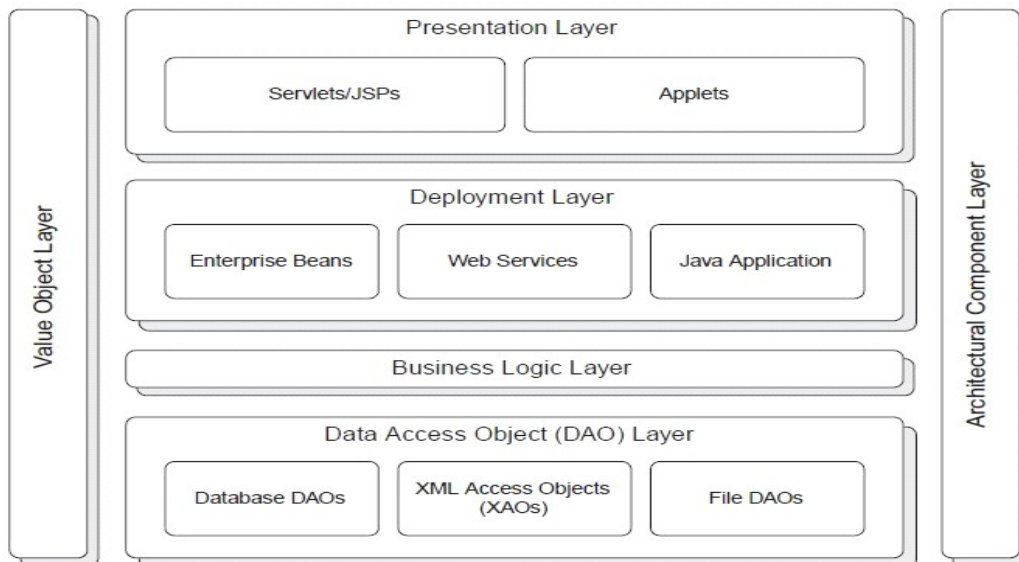 Value Object Layer
Presentation Layer
Servlets/JSPs
Applets
Deployment Layer
Enterprise Beans
Web Services
Java Application
Business Logic Layer
Data Access Object (DAO) Layer
Database DAOs
XML Access Objects
(XAOs)
File DAOs
Architectural Component Layer